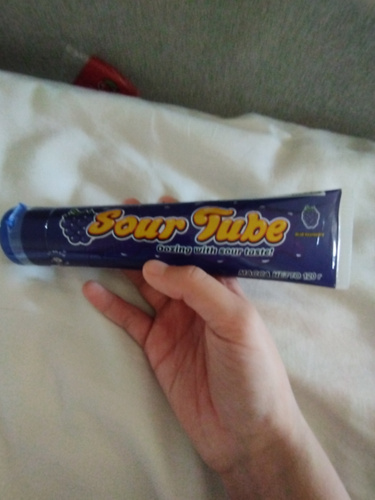 Sour Tube
Oozing with sour taste!
МАССА НЕТТО 120 г